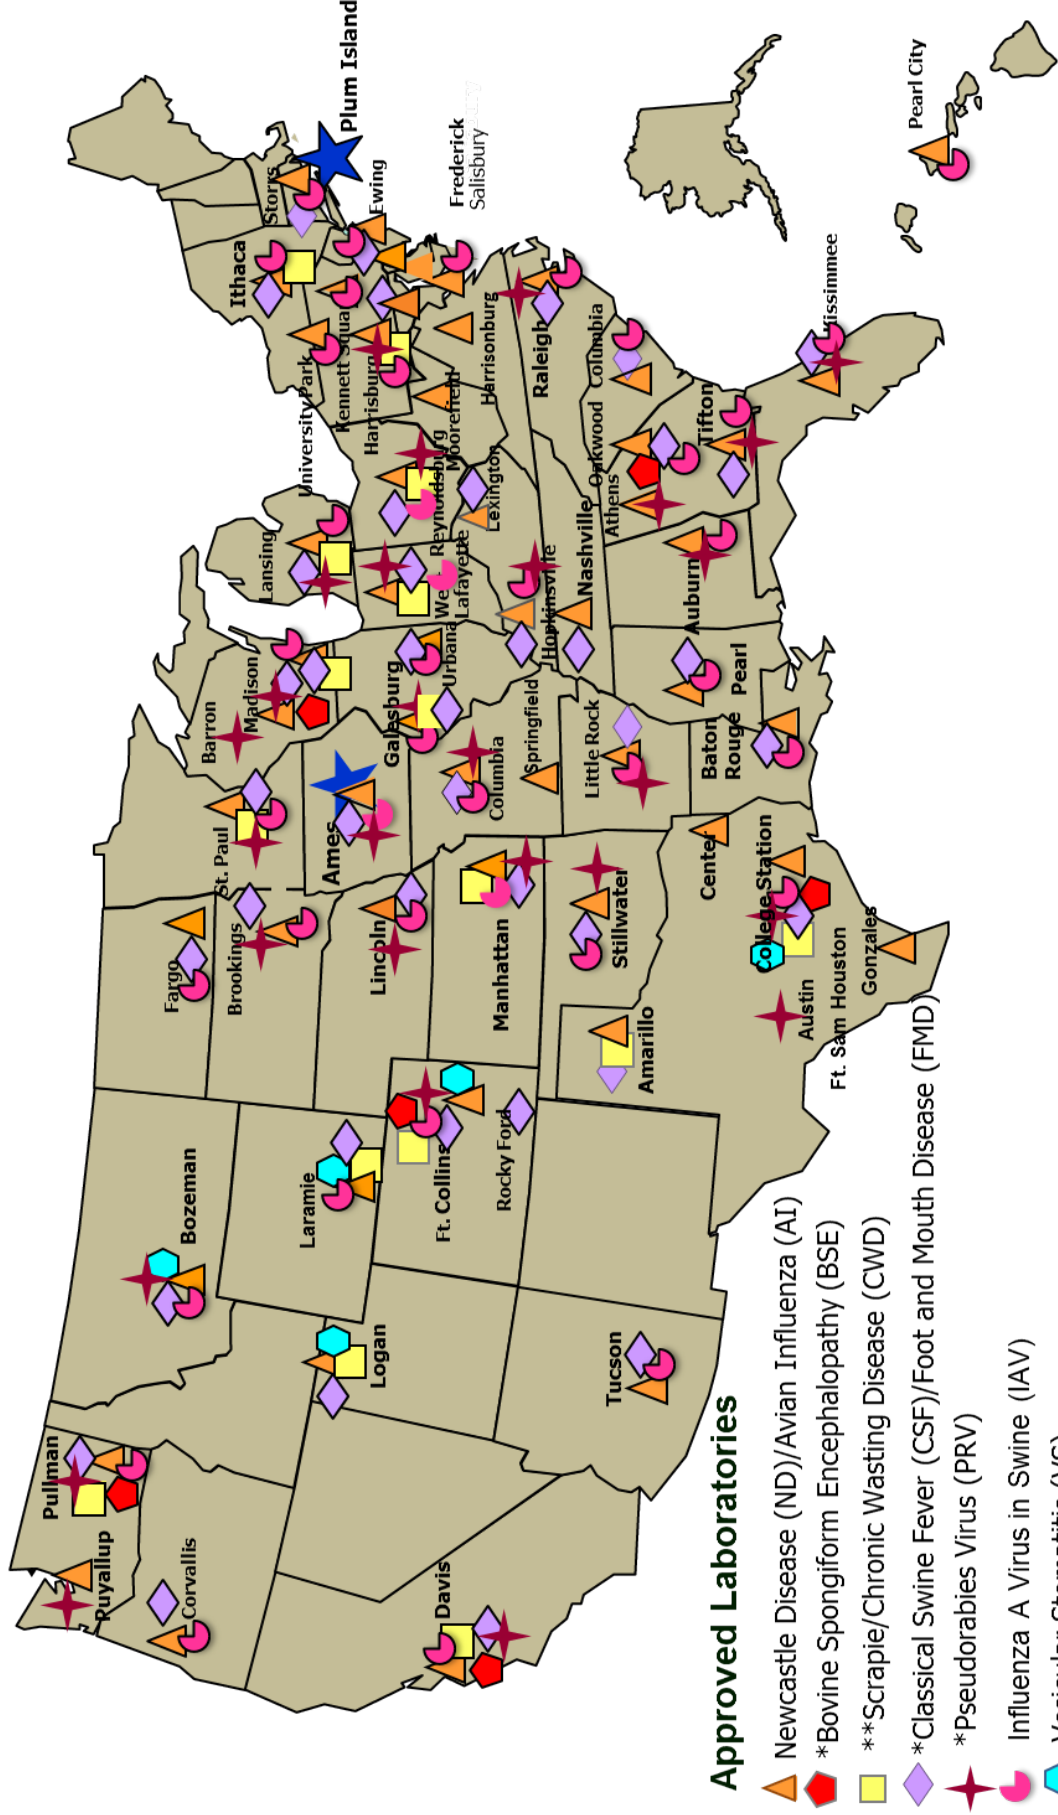 Pullman
Puyallup
Corvallis
Davis
Bozeman
Logan
Laramie
Tucson
Ft. Collins
Rocky Ford
Fargo
Brookings
Lincoln
Manhattan
Stillwater
Amarillo
Austin
Ft. Sam Houston
Gonzales
College Station
Center
St. Paul
Ames
Barron
Madison
Galesburg
Urbana
Columbia
Springfield
Little Rock
Baton
Rouge
Pearl
Lansing
West
Lafayette
Hopkinsville
Nashville
Auburn
Reynoldsburg
Lexington
Athens
Oakwood
Tifton
Kissimmee
Columbia
Raleigh
Harrisonburg
Moorefield
University Park
Kennett Square
Harrisburg
Ithaca
Storrs
Plum Island
Ewing
Frederick
Salisbury
Pearl City
Approved Laboratories
Newcastle Disease (ND)/Avian Influenza (AI)
*Bovine Spongiform Encephalopathy (BSE)
**Scrapie/Chronic Wasting Disease (CWD)
*Classical Swine Fever (CSF)/Foot and Mouth Disease (FMD)
*Pseudorabies Virus (PRV)
Influenza A Virus in Swine (IAV)